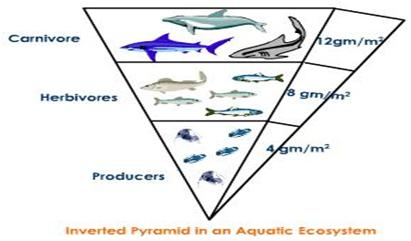 Carnivore
12gm/m²
Herbivores
8 gm/m²
4 gm/m²
Producers
Inverted Pyramid in an Aquatic Ecosystem